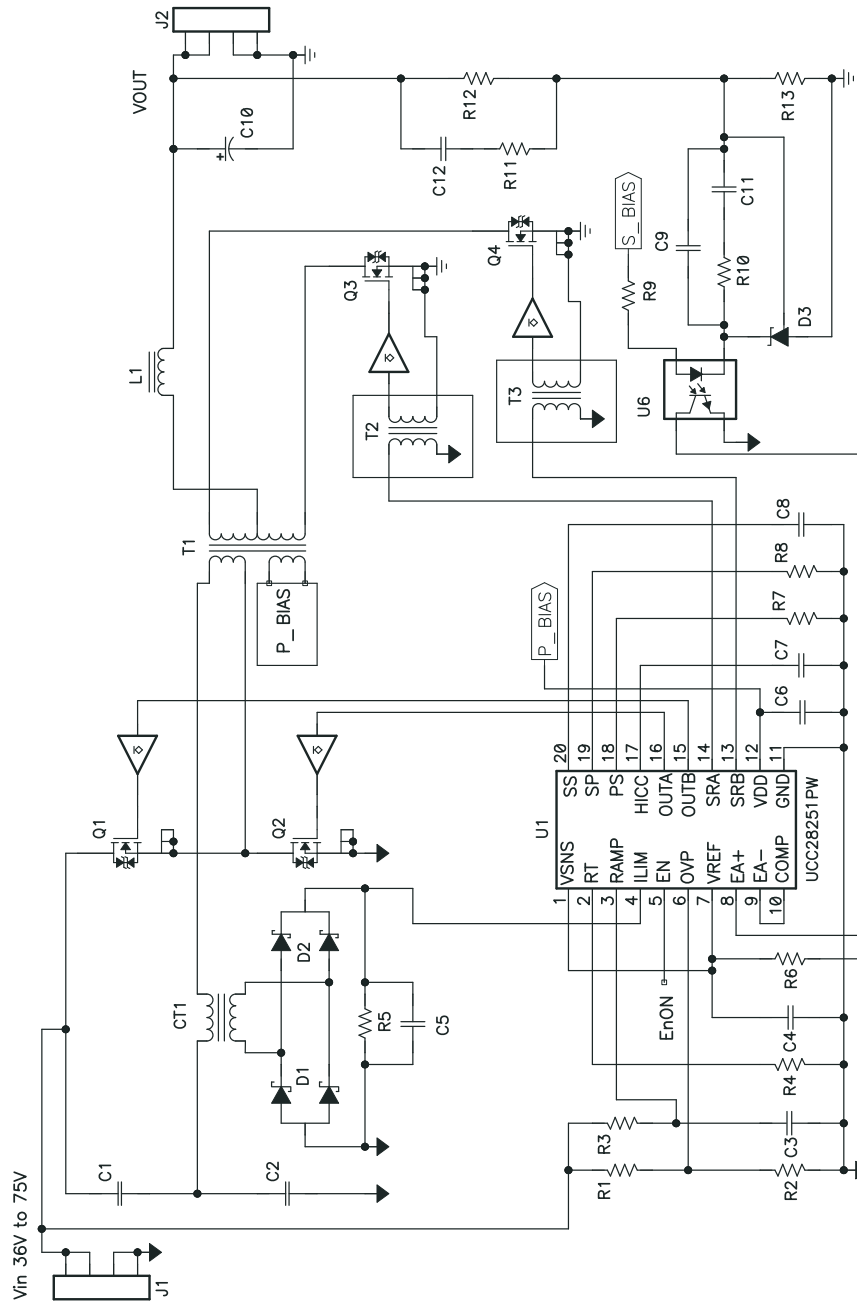 J2
VOUT
C10
R12
R13
C12
R11
S_BIAS
C9
C11
R10
R9
D3
U6
Q4
Q3
T3
T2
L1
T1
P_BIAS
P_BIAS
C8
R8
R7
C7
C6
Q1
Q2
U1
UCC28251PW
20 SS
19 SP
18 PS
17 HICC
16 OUTA
15 OUTB
14 SRA
13 SRB
12 VDD
11 GND
1 VSNS
2 RT
3 RAMP
4 ILIM
5 EN
6 OVP
7 VREF
8 EA+
9 EA-
10 COMP
EnON
CT1
D2
D1
R5
C5
R6
C4
R4
C3
R3
R1
R2
C1
C2
Vin 36V to 75V
J1